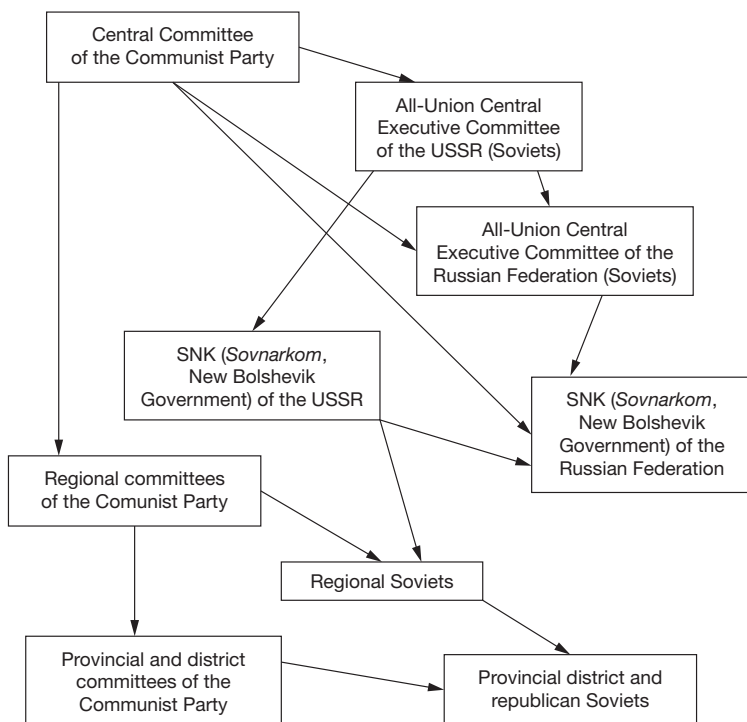 Central Committee
of the Communist Party
All-Union Central
Executive Committee
of the USSR (Soviets)
All-Union Central
Executive Committee of the
Russian Federation (Soviets)
SNK (Sovnarkom,
New Bolshevik
Government) of the USSR
SNK (Sovnarkom,
New Bolshevik
Government) of the
Russian Federation
Regional committees
of the Comunist Party
Regional Soviets
Provincial and district
committees of the
Communist Party
Provincial district and
republican Soviets